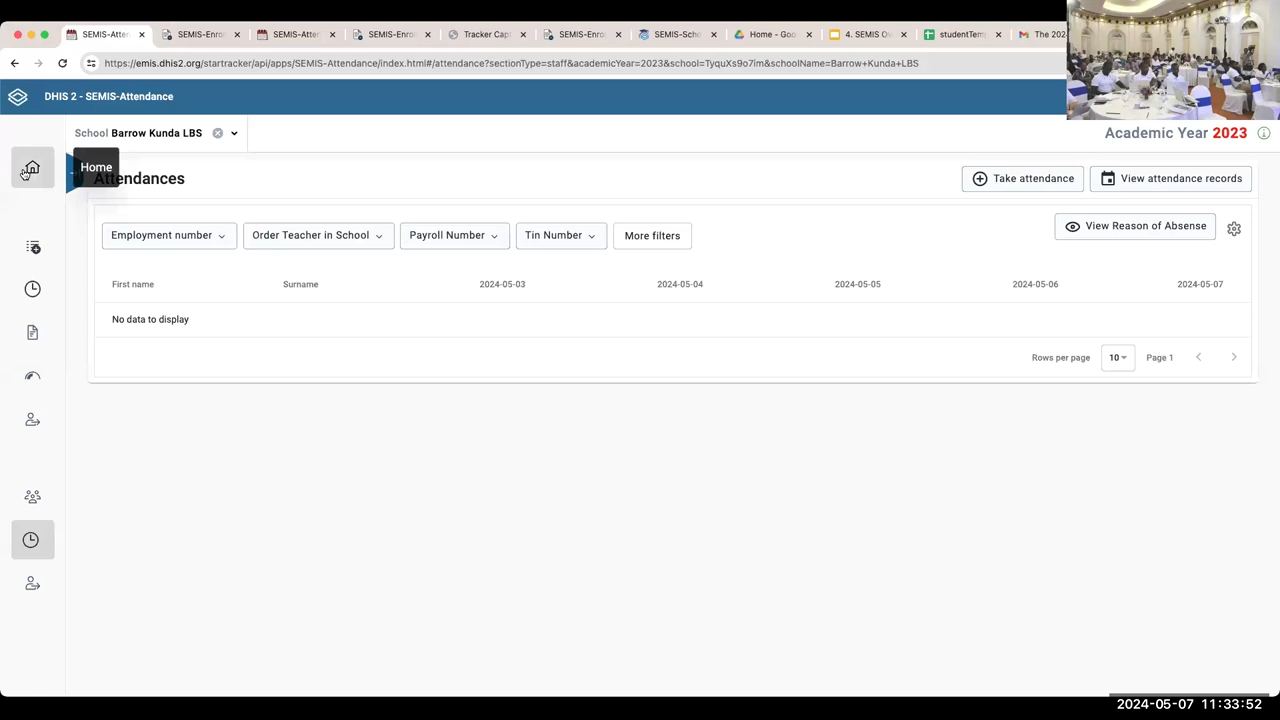 SEMIS-Atten
SEMIS-Enro
SEMIS-Atter
SEMIS-Enro
Tracker Cap
SEMIS-Enro
SEMIS-Scho
Home - Goo
4. SEMIS O
studentTem
The 202
https://emis.dhis2.org/startracker/api/apps/SEMIS-Attendance/index.html#/attendance?sectionType=staff&academicYear=2023&school=TyquXs9o7im&schoolName=Barrow+Kunda+LBS
DHIS 2 - SEMIS-Attendance
School Barrow Kunda LBS
Academic Year 2023
Home
Attendances
Take attendance
View attendance records
Employment number
Order Teacher in School
Payroll Number
Tin Number
More filters
View Reason of Absense
First name
Surname
2024-05-03
2024-05-04
2024-05-05
2024-05-06
2024-05-07
No data to display
Rows per page
10
Page 1
2024-05-07 11:33:52